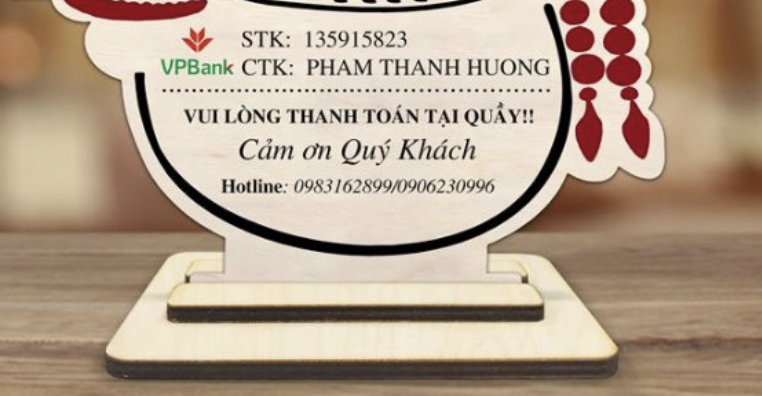 STK: 135915823
VPBank CTK: PHAM THANH HUONG
VUI LÒNG THANH TOÁN TẠI QUẦY!!
Cảm ơn Quý Khách
Hotline: 0983162899/0906230996